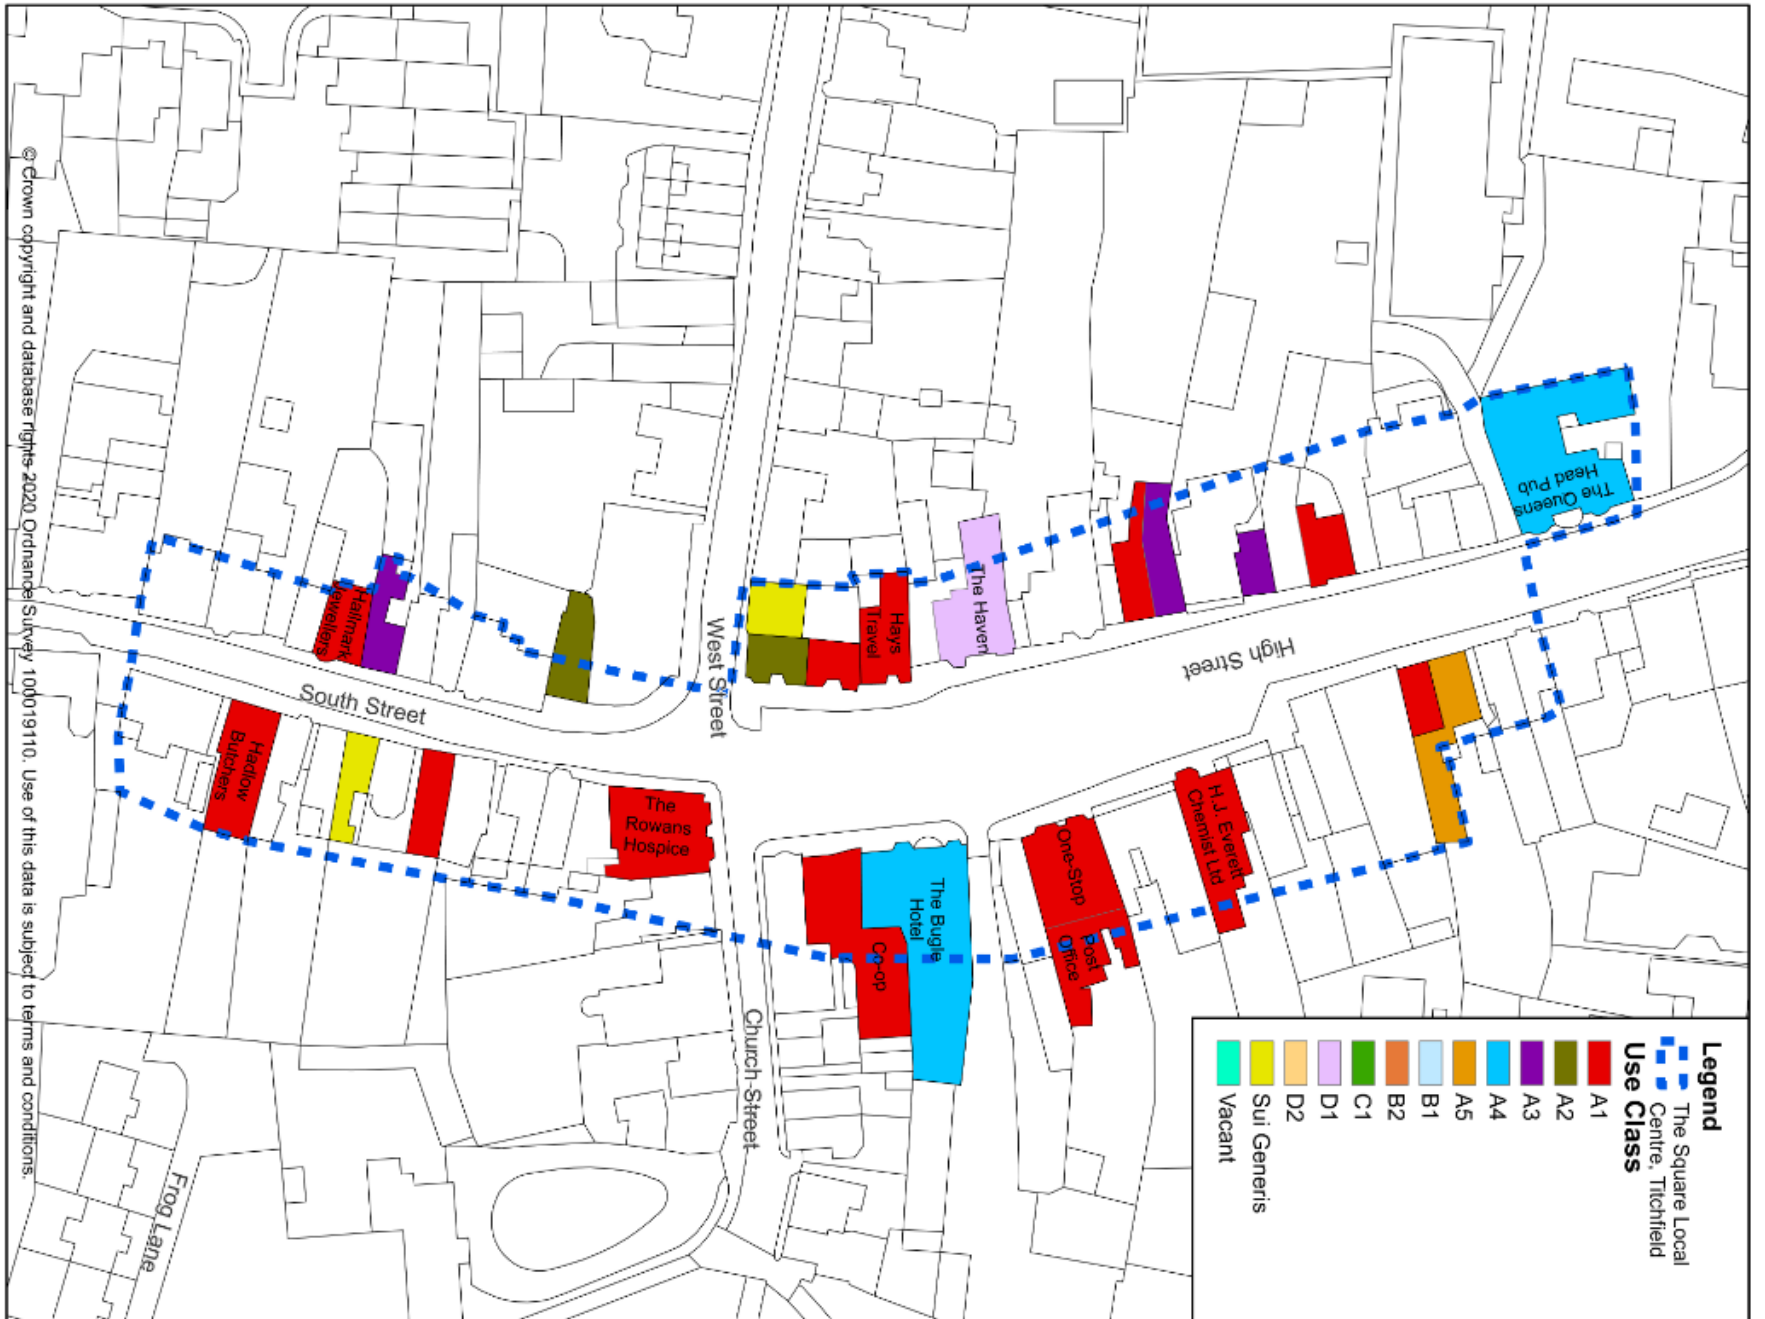 Legend
The Square Local
Centre, Titchfield
Use Class
A1
A2
A3
A4
A5
B1
B2
C1
D1
D2
Sui Generis
Vacant
The Queens
Head Pub
High Street
The Haven
Hays
Travel
West Street
Hallmark
Jewellers
South Street
Hadlow
Butchers
The
Rowans
Hospice
The Bugle
Hotel
Co-op
One-Stop
Post
Office
H.J. Everett
Chemist Ltd
Church Street
Frog Lane
© Crown copyright and database rights 2020 Ordnance Survey 100019110. Use of this data is subject to terms and conditions.